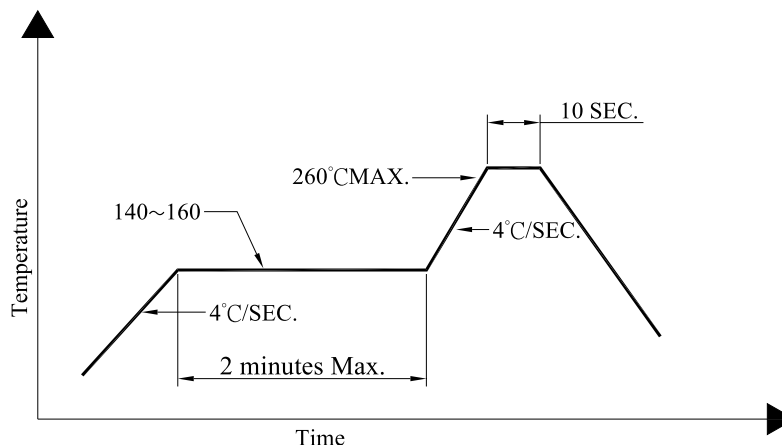 10 SEC.
260℃MAX.
140~160
4℃/SEC.
4℃/SEC.
2 minutes Max.
Temperature
Time